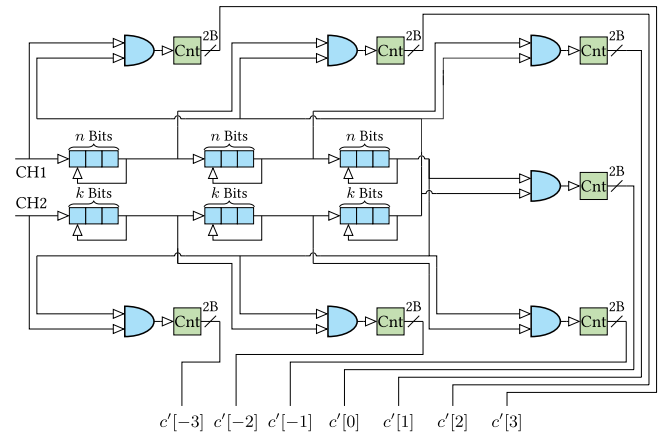 2B 2B 2B
Cnt Cnt Cnt
n Bits n Bits n Bits
CH1
2B
k Bits k Bits k Bits
Cnt
CH2
2B 2B 2B
Cnt Cnt Cnt
c′[−3] c′[−2] c′[−1] c′[0] c′[1] c′[2] c′[3]